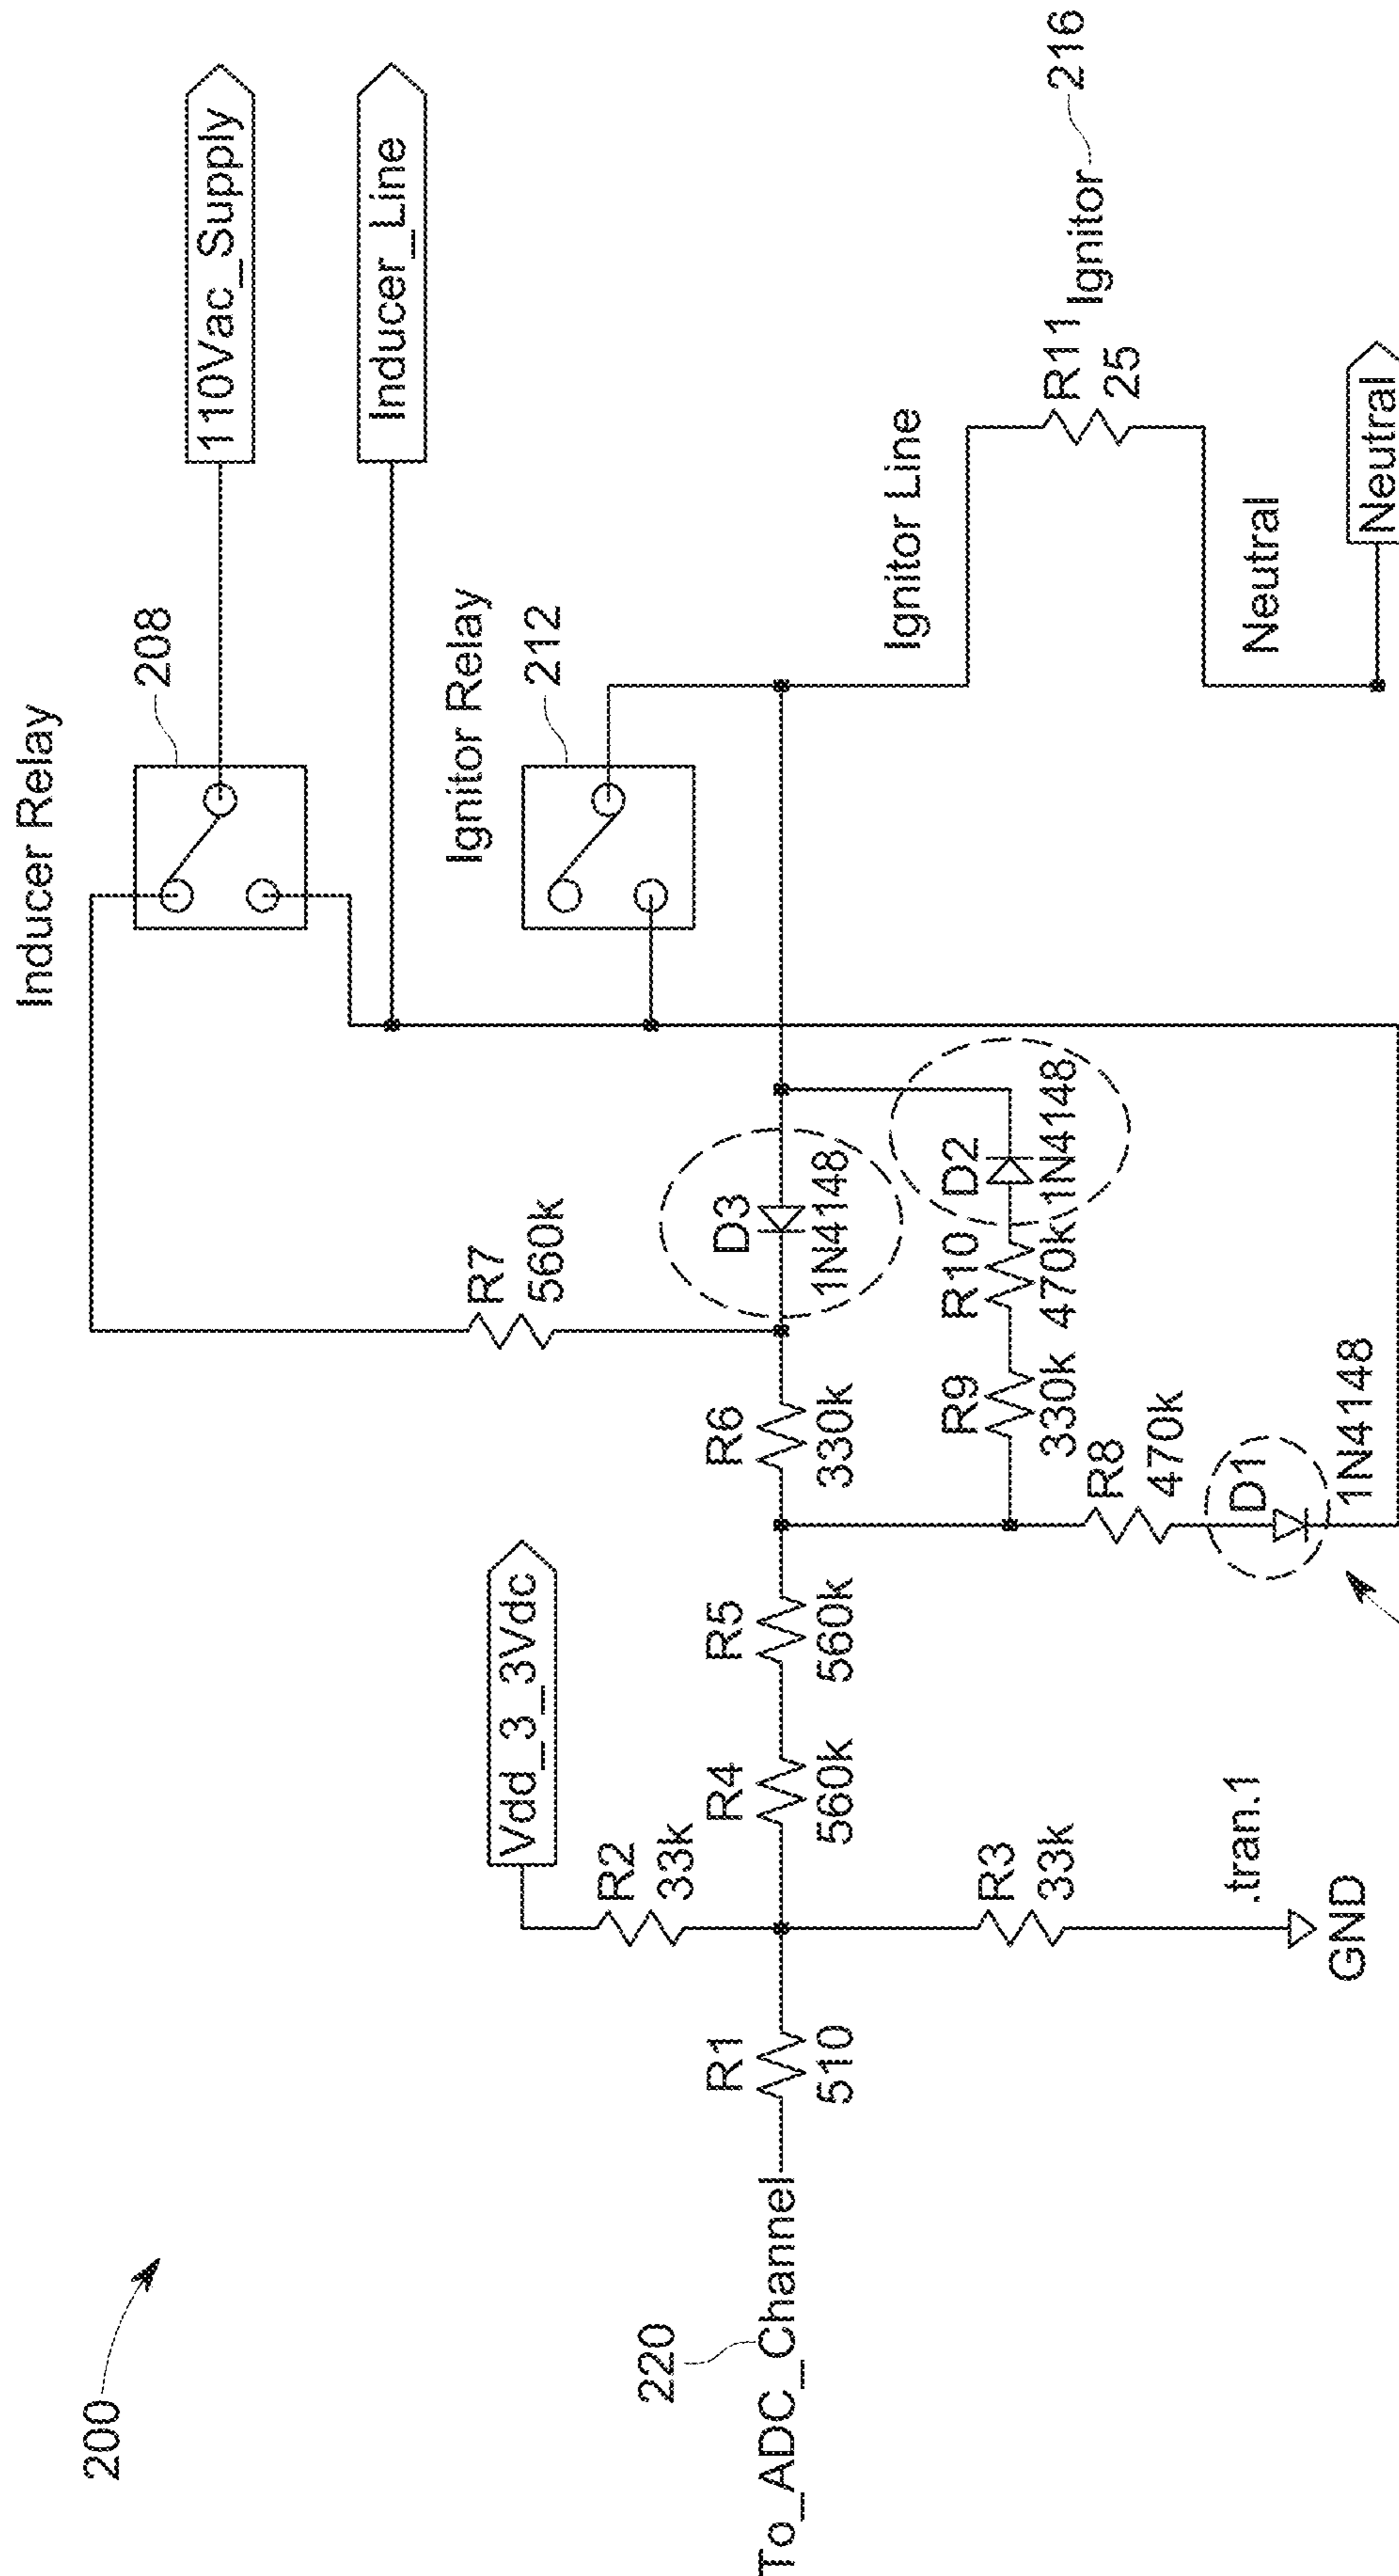 200
Inducer Relay
208
110Vac_Supply
Inducer_Line
Ignitor Relay
212
Vdd_3_3Vdc
R7
560k
R2
33k
220
To_ADC_Channel
R1
510
R4
560k
R5
560k
R6
330k
D3
1N4148
Ignitor Line
R3
33k
R9
330k
R10
470k
D2
1N4148
R11
25
Ignitor
216
R8
470k
D1
1N4148
.tran.1
GND
Neutral
Neutral